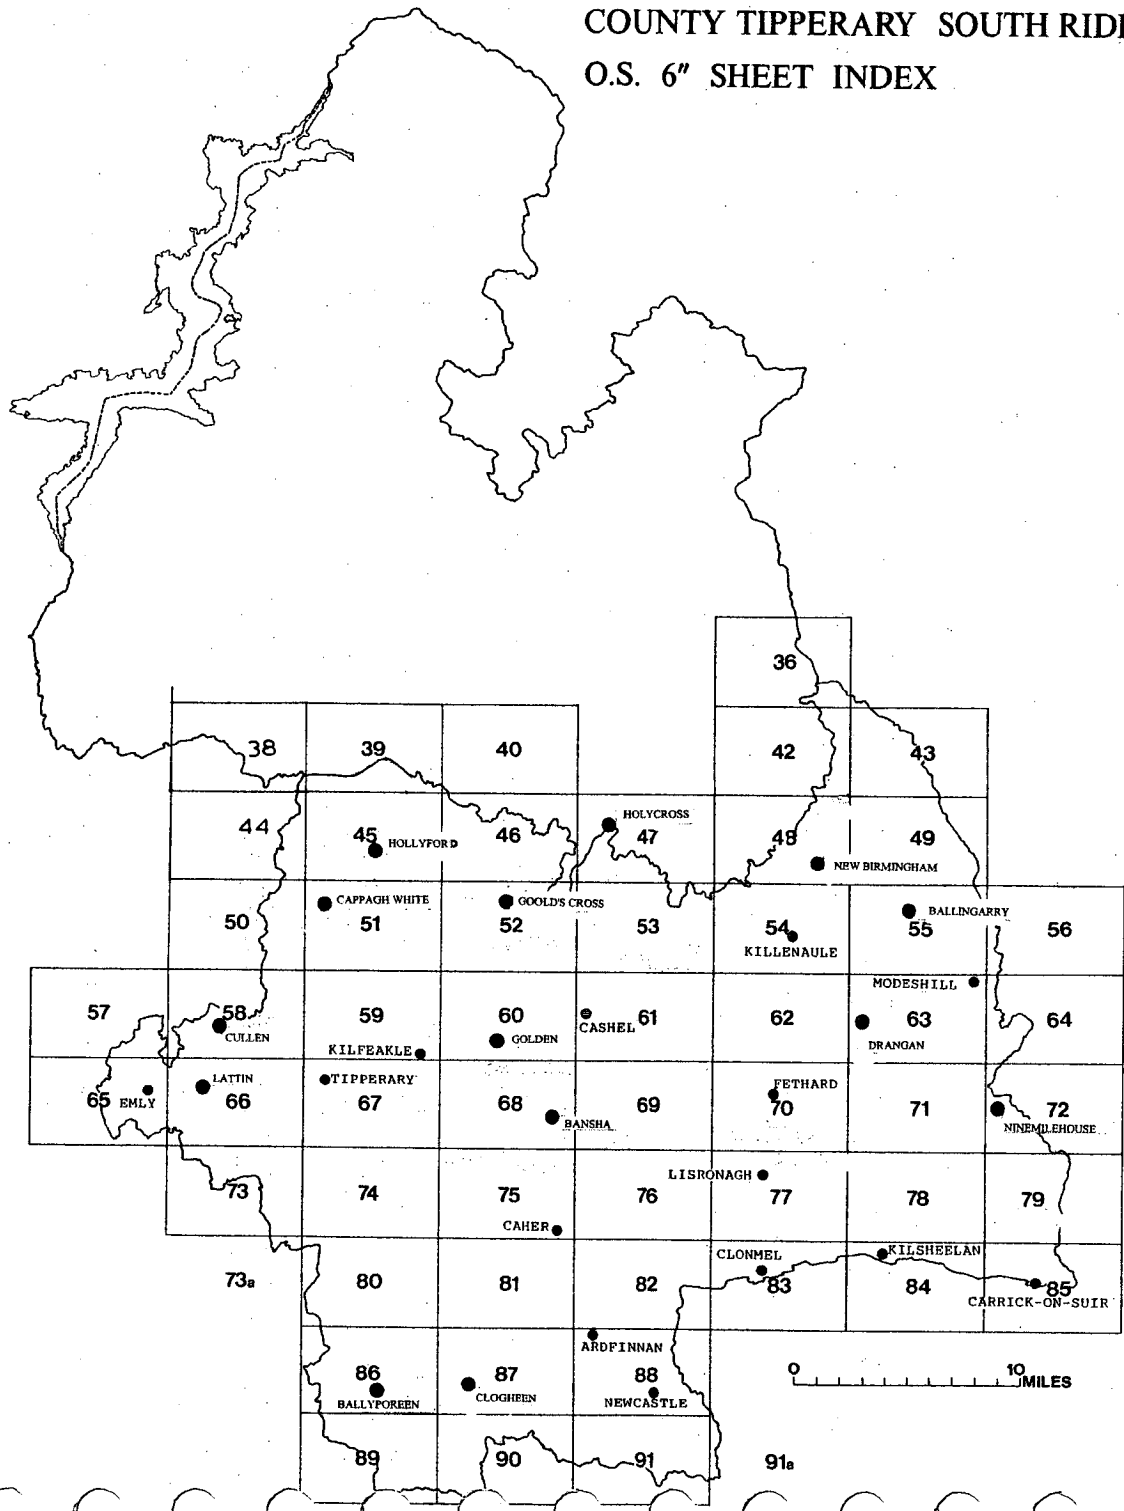 COUNTY TIPPERARY SOUTH RIDI
O.S. 6" SHEET INDEX
36
38
39
40
42
43
44
45
HOLLYFORD
46
HOLYCROSS
47
48
NEW BIRMINGHAM
49
50
CAPPAGH WHITE
51
GOOLD'S CROSS
52
53
54
KILLENAULE
BALLINGARRY
55
56
MODESHILL
57
58
CULLEN
59
KILFEAKLE
60
GOLDEN
CASHEL
61
62
63
DRANGAN
64
65
EMLY
LATTIN
66
TIPPERARY
67
68
BANSHA
69
FETHARD
70
71
72
NINEMILEHOUSE
73
74
75
CAHER
76
LISRONAGH
77
78
79
73a
80
81
82
CLONMEL
83
KILSHEELAN
84
85
CARRICK-ON-SUIR
ARDFINNAN
86
BALLYPOREEN
87
CLOGHEEN
88
NEWCASTLE
0 10
MILES
89
90
91
91a